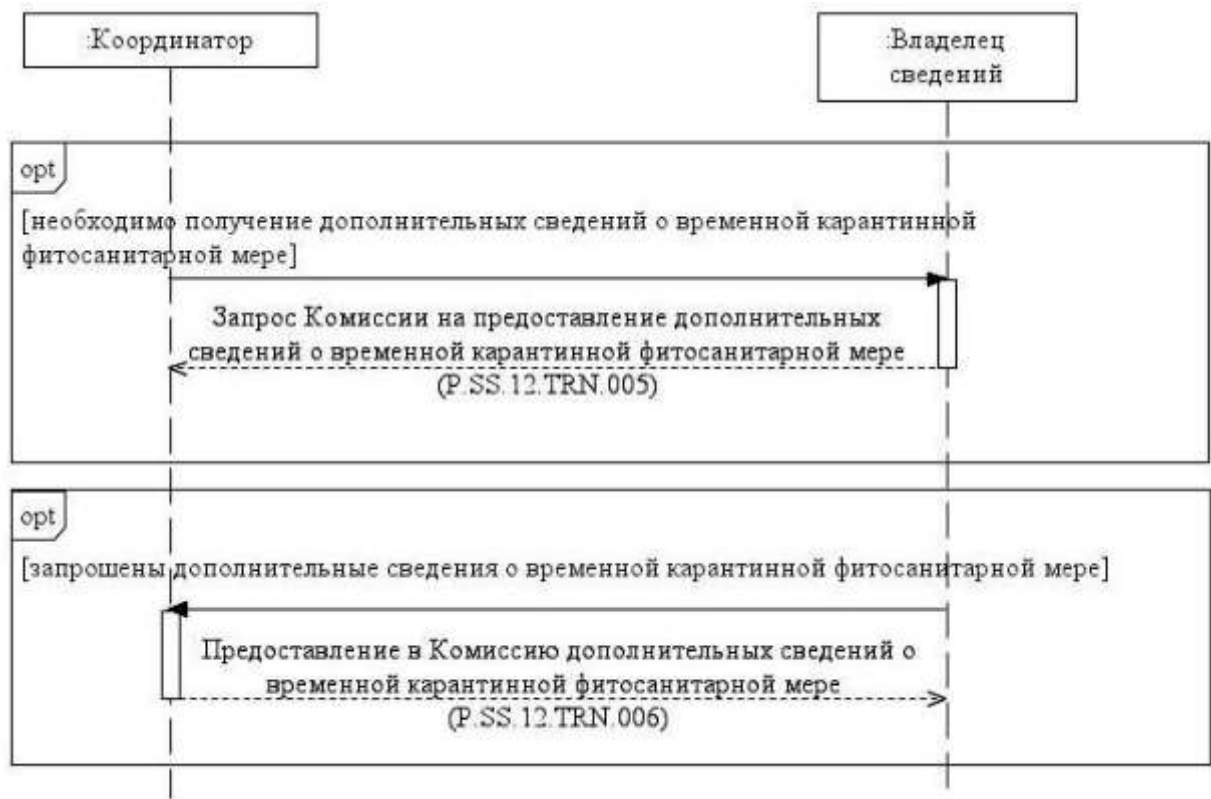 :Координатор
:Владелец
сведений
opt
[необходимо получение дополнительных сведений о временной карантинной
фитосанитарной мере]
Запрос Комиссии на предоставление дополнительных
сведений о временной карантинной фитосанитарной мере
(P.SS.12.TRN.005)
opt
[запрошены дополнительные сведения о временной карантинной фитосанитарной мере]
Предоставление в Комиссию дополнительных сведений о
временной карантинной фитосанитарной мере
(P.SS.12.TRN.006)